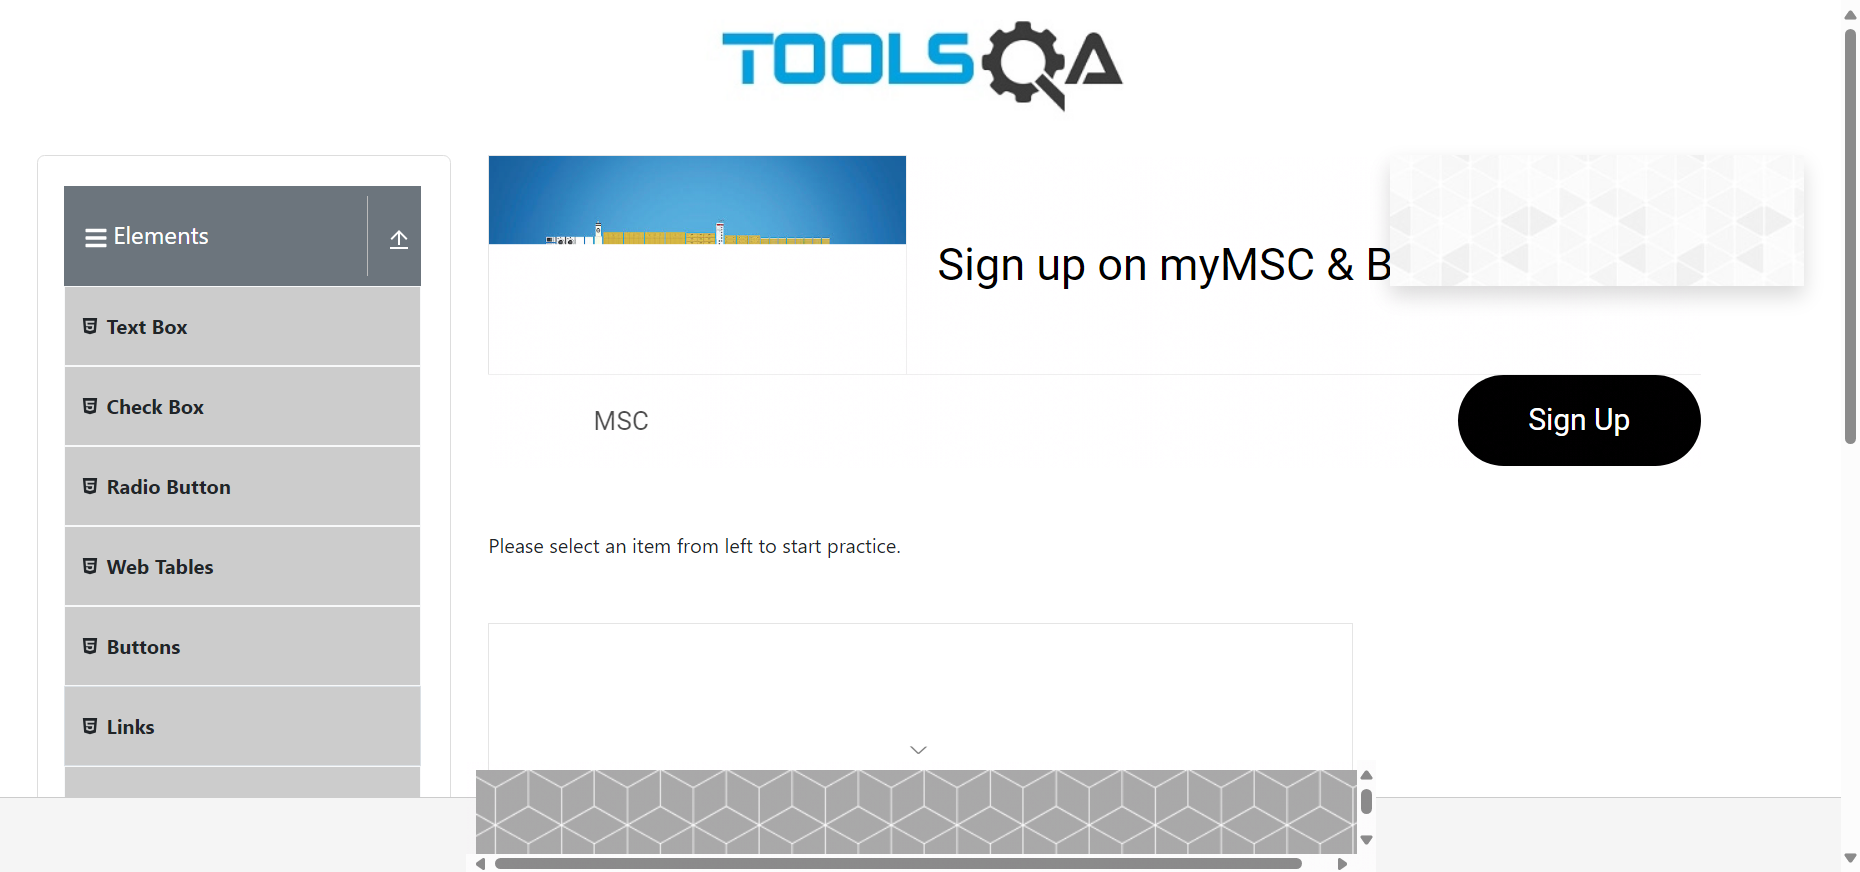 TOOLSQA
Elements
Text Box
Check Box
Radio Button
Web Tables
Buttons
Links
Sign up on myMSC & B
MSC
Sign Up
Please select an item from left to start practice.